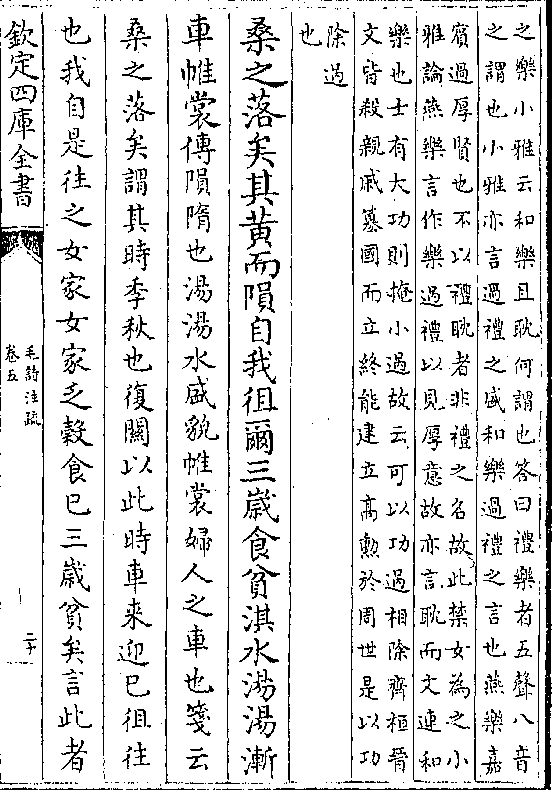 之樂小雅云和樂且耽何謂也答曰禮樂者五聲八音
之謂也小雅亦言過禮之盛和樂過禮之言也燕樂嘉
賓過厚賢也不以禮耽者非禮之名故此禁女為之小
雅論燕樂言作樂過禮以見厚意故亦言耽而文連和
樂也士有大功則掩小過故云可以功過相除齊桓晉
文皆殺親戚簒國而立終能建立髙勲於周世是以功
除過
也
桑之落矣其黄而隕自我徂爾三歲食貧淇水湯湯漸
車帷裳傳隕隋也湯湯水盛貌帷裳婦人之車也箋云
桑之落矣謂其時季秋也復關以此時車来迎已徂往
也我自是往之女家女家乏穀食已三歲貧矣言此者
欽定四庫全書
毛詩注疏
卷五
二十